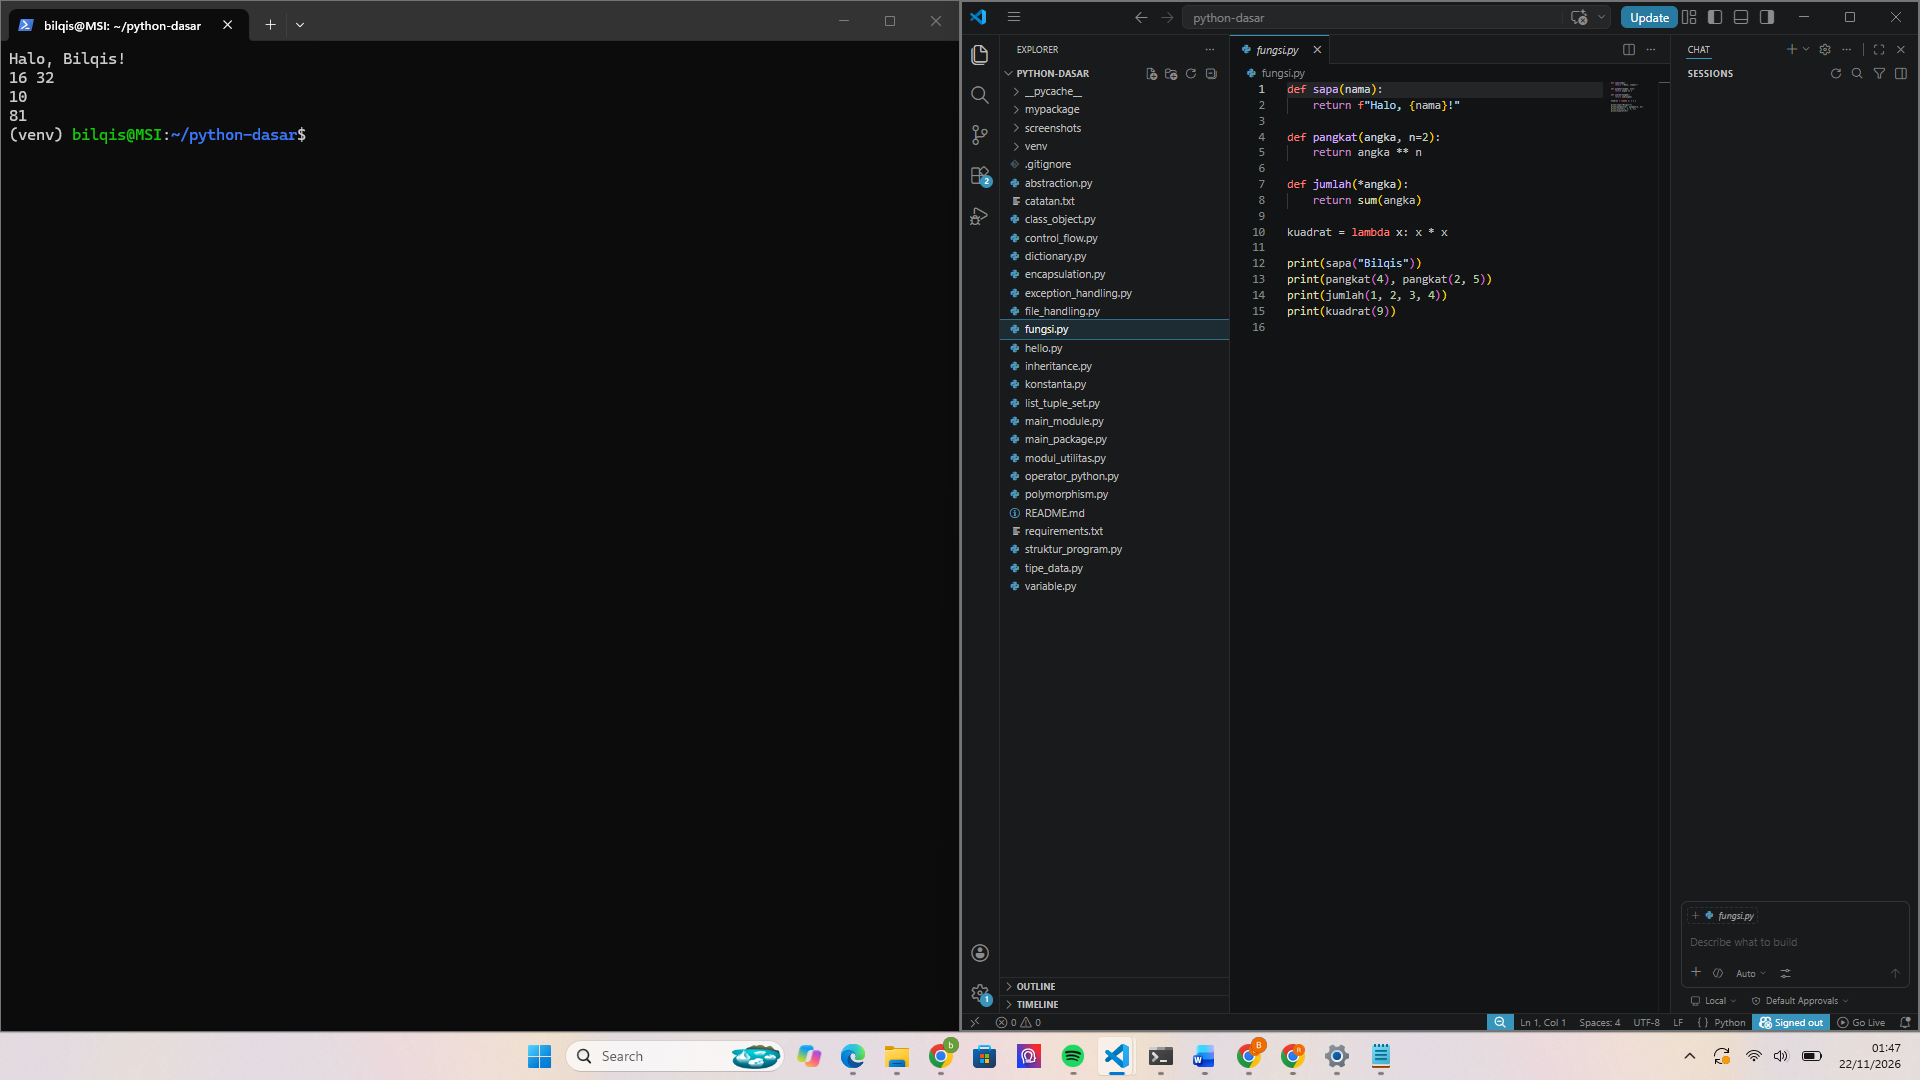 bilqis@MSI: ~/python-dasar
Halo, Bilqis!
16 32
10
81
(venv) bilqis@MSI:~/python-dasar$
python-dasar
Update
EXPLORER
PYTHON-DASAR
__pycache__
mypackage
screenshots
venv
.gitignore
abstraction.py
catatan.txt
class_object.py
control_flow.py
dictionary.py
encapsulation.py
exception_handling.py
file_handling.py
fungsi.py
hello.py
inheritance.py
konstanta.py
list_tuple_set.py
main_module.py
main_package.py
modul_utilitas.py
operator_python.py
polymorphism.py
README.md
requirements.txt
struktur_program.py
tipe_data.py
variable.py
OUTLINE
TIMELINE
2
1
fungsi.py
fungsi.py
1 def sapa(nama):
2 return f"Halo, {nama}!"
3
4 def pangkat(angka, n=2):
5 return angka ** n
6
7 def jumlah(*angka):
8 return sum(angka)
9
10 kuadrat = lambda x: x * x
11
12 print(sapa("Bilqis"))
13 print(pangkat(4), pangkat(2, 5))
14 print(jumlah(1, 2, 3, 4))
15 print(kuadrat(9))
16
CHAT
SESSIONS
fungsi.py
Describe what to build
Auto
Local Default Approvals
0 0 Ln 1, Col 1 Spaces: 4 UTF-8 LF { } Python Signed out Go Live
Search
01:47
22/11/2026